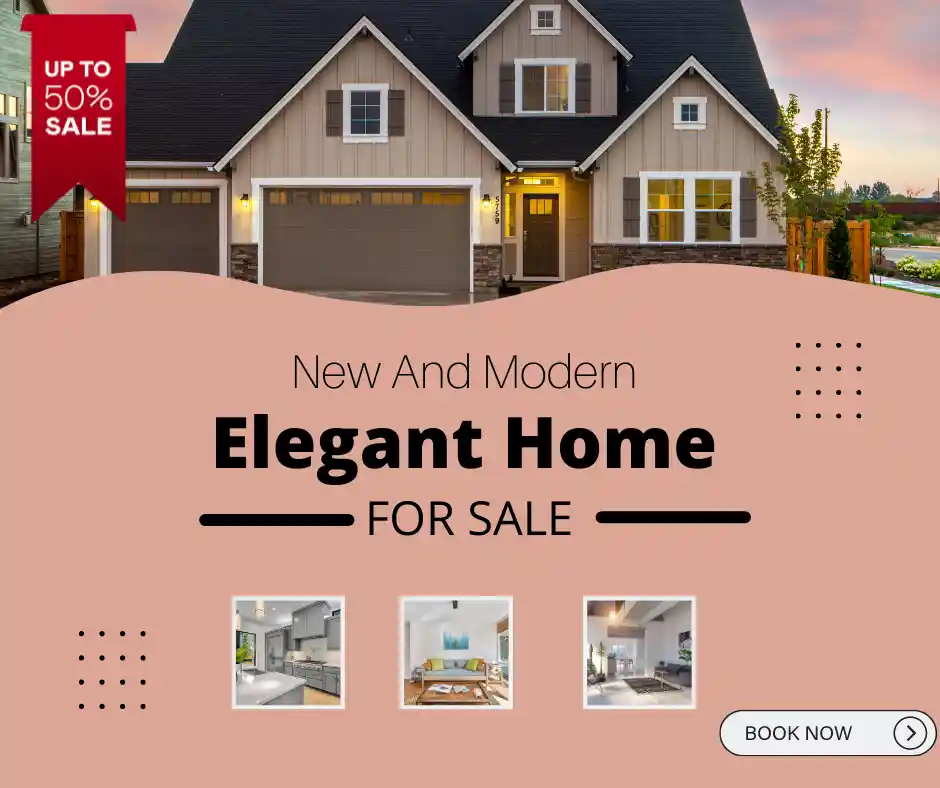 UP TO
50%
SALE
5759
New And Modern
Elegant Home
FOR SALE
BOOK NOW